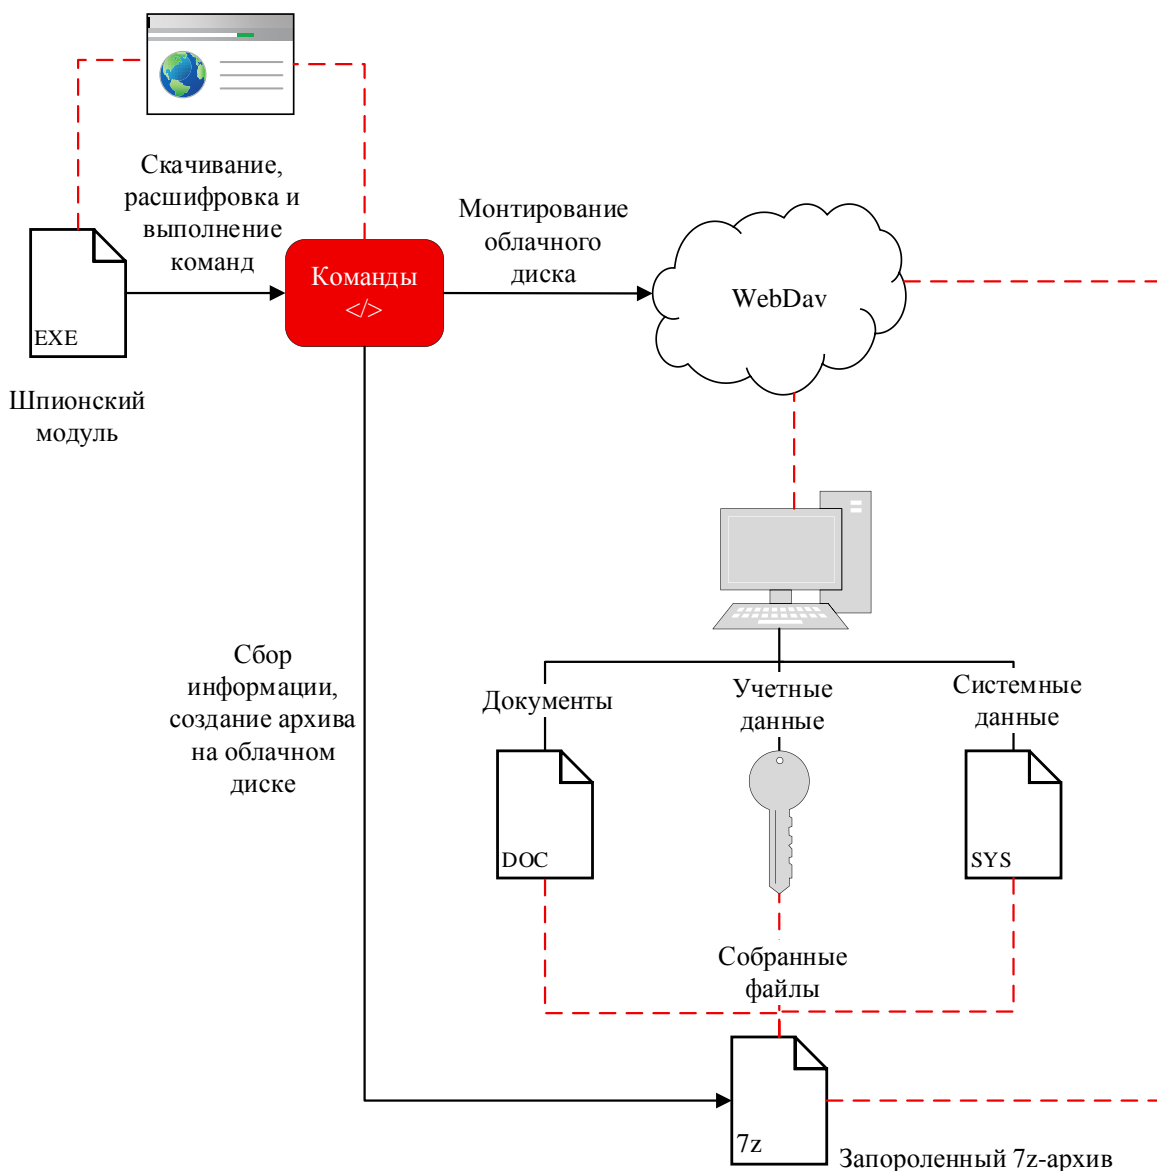 Скачивание,
расшифровка и
выполнение
команд
EXE
Шпионский
модуль
Команды
</>
Монтирование
облачного
диска
WebDav
Сбор
информации,
создание архива
на облачном
диске
Документы
Учетные
данные
Системные
данные
DOC
SYS
Собранные
файлы
7z
Запороленный 7z-архив